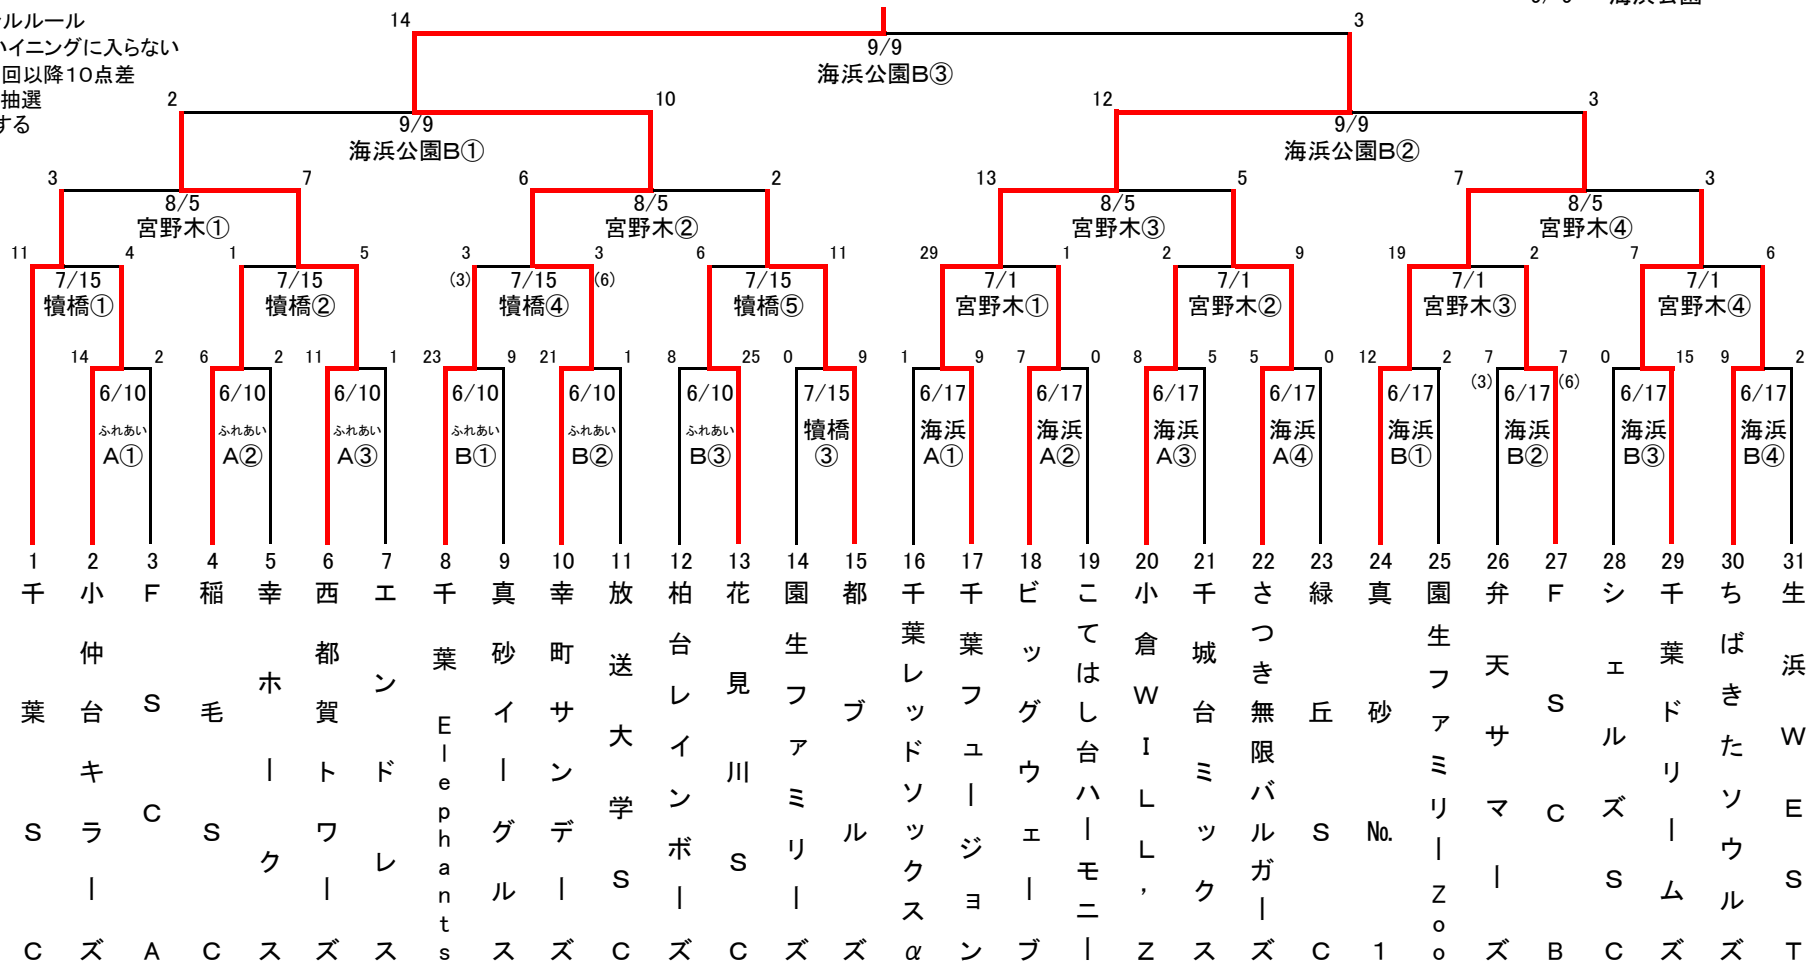 ルルール
ハイニングに入らない
回以降10点差
抽選
する
14 3
9/9
海浜公園B③
2 10 12 3
9/9 9/9
海浜公園B① 海浜公園B②
3 7 6 2 13 5 7 3
8/5 8/5 8/5 8/5
宮野木① 宮野木② 宮野木③ 宮野木④
11 4 1 5 3 3 6 11 29 1 2 9 19 2 7 6
(3) (6)
7/15 7/15 7/15 7/15 7/1 7/1 7/1 7/1
犢橋① 犢橋② 犢橋④ 犢橋⑤ 宮野木① 宮野木② 宮野木③ 宮野木④
14 2 6 2 11 1 23 9 21 1 8 25 0 9 1 9 7 0 8 5 5 0 12 2 7 7 0 15 9 2
(3) (6)
6/10 6/10 6/10 6/10 6/10 6/10 7/15 6/17 6/17 6/17 6/17 6/17 6/17 6/17 6/17
ふれあい ふれあい ふれあい ふれあい ふれあい ふれあい 犢橋 海浜 海浜 海浜 海浜 海浜 海浜 海浜 海浜
A① A② A③ B① B② B③ ③ A① A② A③ A④ B① B② B③ B④
1 千葉SC
2 小仲台キラーズ
3 FSCA
4 稲毛SC
5 幸ホークス
6 西都賀トワーズ
7 エンドレス
8 千葉Elephants
9 真砂イーグルス
10 幸町サンデーズ
11 放送大学SC
12 柏台レインボーズ
13 花見川SC
14 園生ファミリーズ
15 都ブルズ
16 千葉レッドソックスα
17 千葉フュージョン
18 ビッグウェーブ
19 こてはし台ハーモニー
20 小倉WILL,Z
21 千城台ミックス
22 さつき無限バルガーズ
23 緑丘SC
24 真砂No.1
25 園生ファミリーZoo
26 弁天サマーズ
27 FSCB
28 シェルズSC
29 千葉ドリームズ
30 ちばきたソウルズ
31 生浜WEST